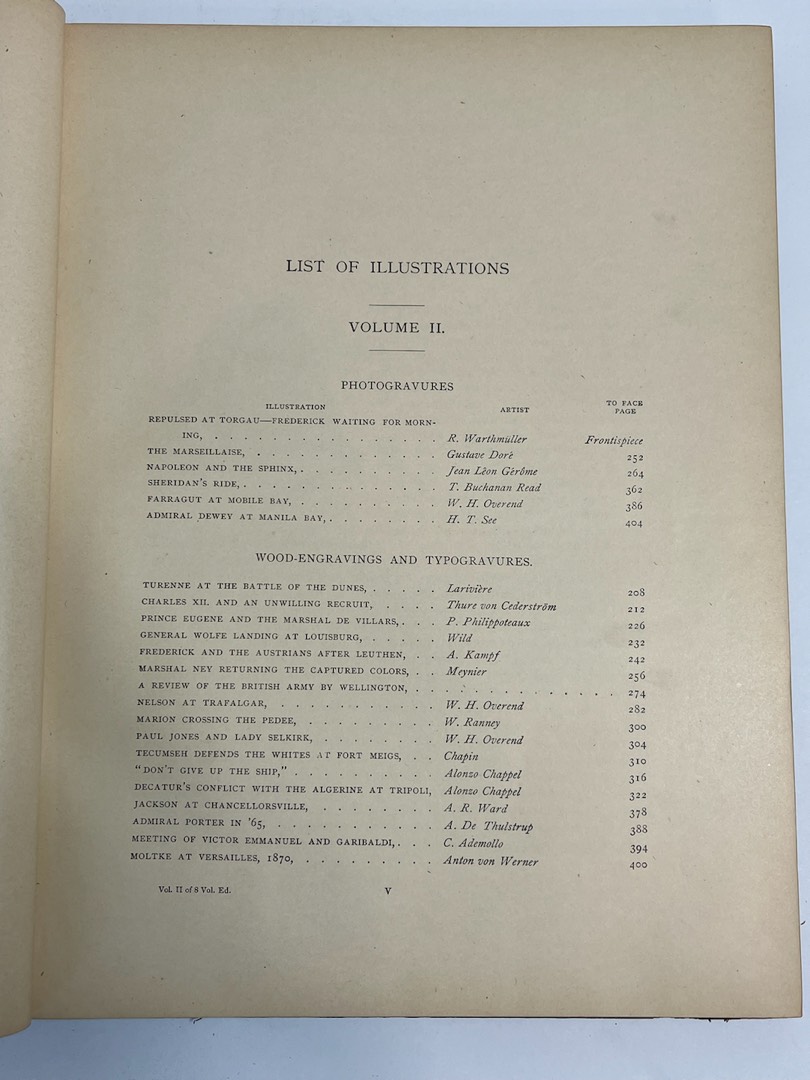 LIST OF ILLUSTRATIONS
VOLUME II.
PHOTOGRAVURES
ILLUSTRATION ARTIST TO FACE PAGE
REPULSED AT TORGAU—FREDERICK WAITING FOR MORN-
ING, . . . . . . . . . . . . . . . . R. Warthmüller Frontispiece
THE MARSEILLAISE, . . . . . . . . . . . . . Gustave Doré 252
NAPOLEON AND THE SPHINX, . . . . . . . . . . Jean Léon Gérôme 264
SHERIDAN'S RIDE, . . . . . . . . . . . . . . T. Buchanan Read 362
FARRAGUT AT MOBILE BAY, . . . . . . . . . . W. H. Overend 386
ADMIRAL DEWEY AT MANILA BAY, . . . . . . . . H. T. See 404
WOOD-ENGRAVINGS AND TYPOGRAVURES.
TURENNE AT THE BATTLE OF THE DUNES, . . . . . Larivière 208
CHARLES XII. AND AN UNWILLING RECRUIT, . . . . Thure von Cederström 212
PRINCE EUGENE AND THE MARSHAL DE VILLARS, . . . P. Philippoteaux 226
GENERAL WOLFE LANDING AT LOUISBURG, . . . . . Wild 232
FREDERICK AND THE AUSTRIANS AFTER LEUTHEN, . . A. Kampf 242
MARSHAL NEY RETURNING THE CAPTURED COLORS, . . Meynier 256
A REVIEW OF THE BRITISH ARMY BY WELLINGTON, . . . . . . . . . . . . . . 274
NELSON AT TRAFALGAR, . . . . . . . . . . . W. H. Overend 282
MARION CROSSING THE PEDEE, . . . . . . . . . W. Ranney 300
PAUL JONES AND LADY SELKIRK, . . . . . . . . W. H. Overend 304
TECUMSEH DEFENDS THE WHITES AT FORT MEIGS, . . Chapin 310
"DON'T GIVE UP THE SHIP," . . . . . . . . . . Alonzo Chappel 316
DECATUR'S CONFLICT WITH THE ALGERINE AT TRIPOLI, Alonzo Chappel 322
JACKSON AT CHANCELLORSVILLE, . . . . . . . . A. R. Ward 378
ADMIRAL PORTER IN '65, . . . . . . . . . . . A. De Thulstrup 388
MEETING OF VICTOR EMMANUEL AND GARIBALDI, . . . C. Ademollo 394
MOLTKE AT VERSAILLES, 1870, . . . . . . . . . Anton von Werner 400
Vol. II of 8 Vol. Ed. V